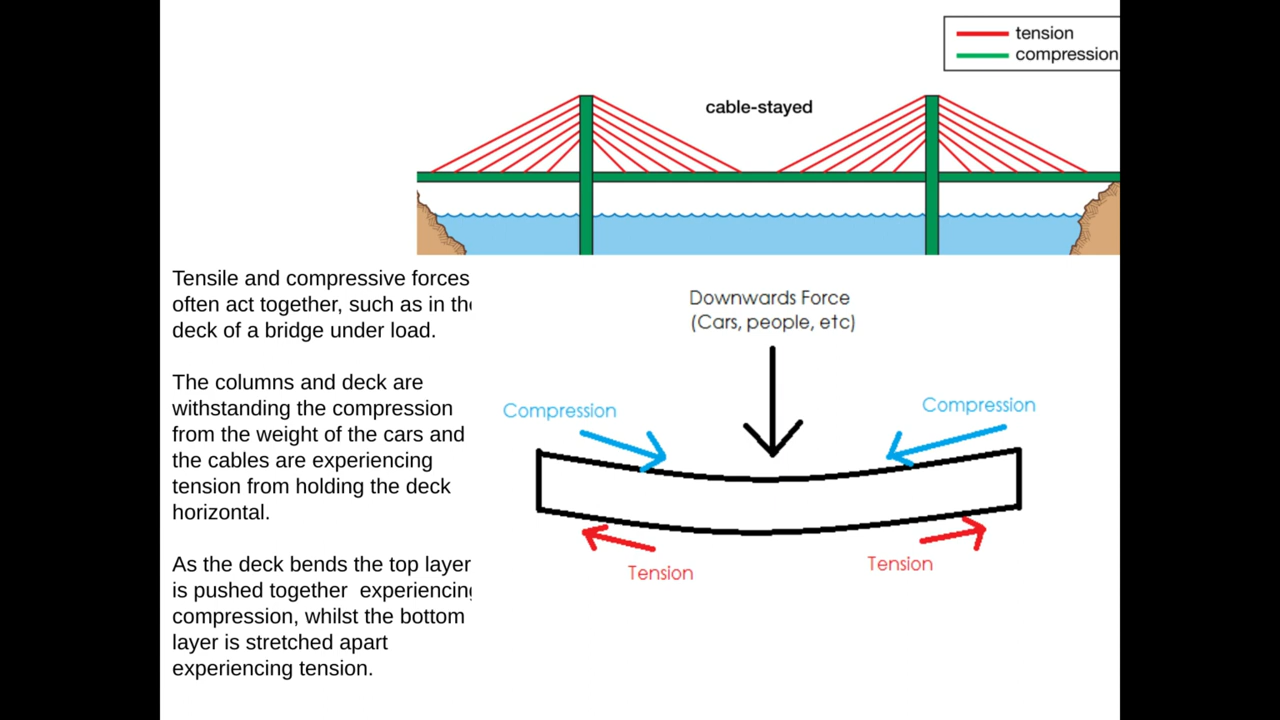 tension
compression
cable-stayed
Tensile and compressive forces
often act together, such as in the
deck of a bridge under load.
The columns and deck are
withstanding the compression
from the weight of the cars and
the cables are experiencing
tension from holding the deck
horizontal.
As the deck bends the top layer
is pushed together  experiencing
compression, whilst the bottom
layer is stretched apart
experiencing tension.
Downwards Force
(Cars, people, etc)
Compression
Compression
Tension
Tension